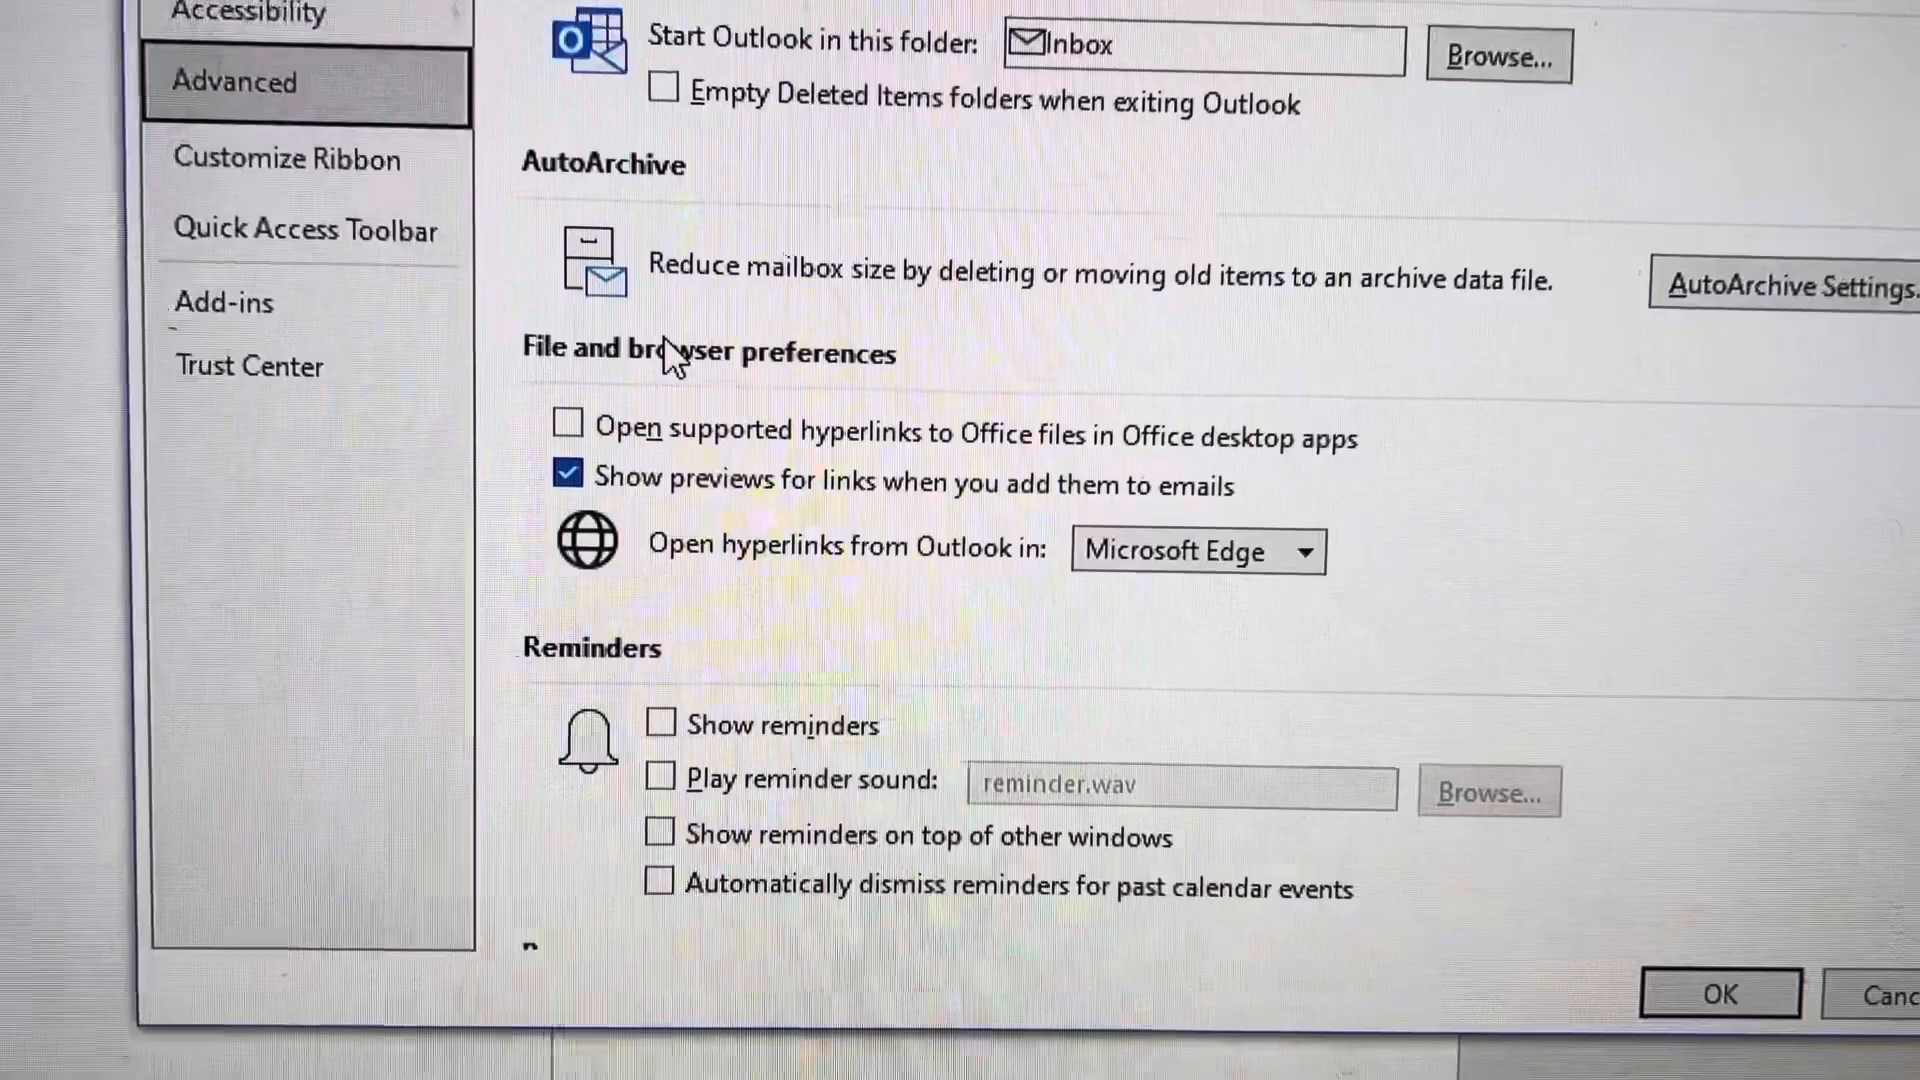 Accessibility
Advanced
Customize Ribbon
Quick Access Toolbar
Add-ins
Trust Center
Start Outlook in this folder: Inbox Browse...
Empty Deleted Items folders when exiting Outlook
AutoArchive
Reduce mailbox size by deleting or moving old items to an archive data file. AutoArchive Settings.
File and browser preferences
Open supported hyperlinks to Office files in Office desktop apps
Show previews for links when you add them to emails
Open hyperlinks from Outlook in: Microsoft Edge
Reminders
Show reminders
Play reminder sound: reminder.wav Browse...
Show reminders on top of other windows
Automatically dismiss reminders for past calendar events
OK Canc